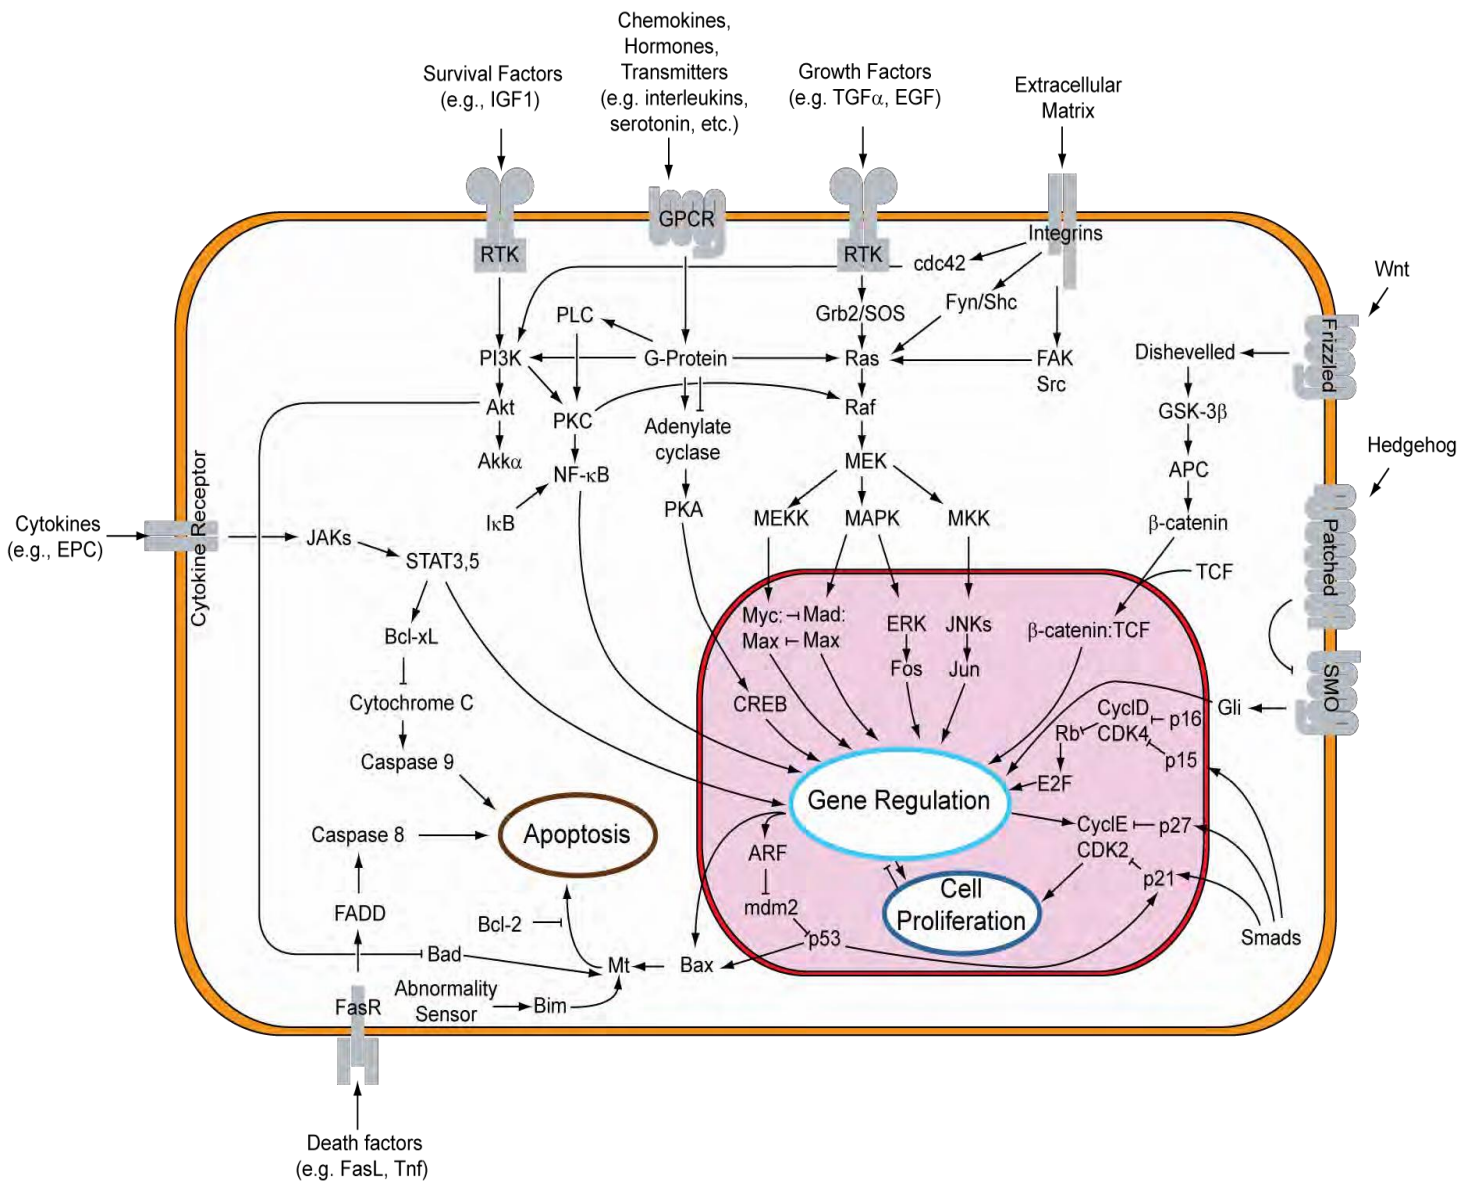 Chemokines,
Hormones,
Transmitters
(e.g. interleukins,
serotonin, etc.)
Survival Factors
(e.g., IGF1)
Growth Factors
(e.g. TGFα, EGF)
Extracellular
Matrix
RTK
GPCR
RTK
Integrins
cdc42
Wnt
Frizzled
PLC
Grb2/SOS
Fyn/Shc
PI3K
G-Protein
Ras
FAK
Src
Dishevelled
Akt
PKC
Raf
GSK-3β
Adenylate
cyclase
Hedgehog
Akkα
NF-κB
MEK
APC
IκB
PKA
MEKK
MAPK
MKK
β-catenin
Patched
Cytokines
(e.g., EPC)
Cytokine Receptor
JAKs
STAT3,5
TCF
Bcl-xL
Myc:
Max
Mad:
Max
ERK
JNKs
β-catenin:TCF
Fos
Jun
SMO
Cytochrome C
CREB
CyclD
CDK4
p16
Gli
Rb
p15
Caspase 9
E2F
Gene Regulation
Caspase 8
Apoptosis
ARF
CyclE
CDK2
p27
p21
FADD
Bcl-2
mdm2
Cell
Proliferation
p53
Smads
Bad
Mt
Bax
Abnormality
Sensor
Bim
FasR
Death factors
(e.g. FasL, Tnf)